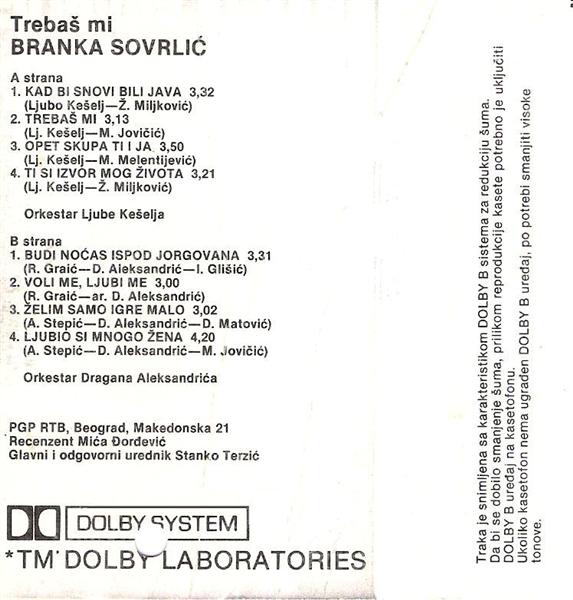 Trebaš mi
BRANKA SOVRLIĆ
A strana
1. KAD BI SNOVI BILI JAVA 3,32
(Ljubo Kešelj—Ž. Miljković)
2. TREBAŠ MI 3,13
(Lj. Kešelj—M. Jovičić)
3. OPET SKUPA TI I JA 3,50
(Lj. Kešelj—M. Melentijević)
4. TI SI IZVOR MOG ŽIVOTA 3,21
(Lj. Kešelj—Ž. Miljković)
Orkestar Ljube Kešelja
B strana
1. BUDI NOĆAS ISPOD JORGOVANA 3,31
(R. Graić—D. Aleksandrić—I. Glišić)
2. VOLI ME, LJUBI ME 3,00
(R. Graić—ar. D. Aleksandrić)
3. ŽELIM SAMO IGRE MALO 3,02
(A. Stepić—D. Aleksandrić—D. Matović)
4. LJUBIO SI MNOGO ŽENA 4,20
(A. Stepić—D. Aleksandrić—M. Jovičić)
Orkestar Dragana Aleksandrića
PGP RTB, Beograd, Makedonska 21
Recenzent Mića Đorđević
Glavni i odgovorni urednik Stanko Terzić
DOLBY SYSTEM
*TM DOLBY LABORATORIES
Traka je snimljena sa karakteristikom DOLBY B sistema za redukciju šuma.
Da bi se dobilo smanjenje šuma, prilikom reprodukcije kasete potrebno je uključiti
DOLBY B uređaj na kasetofonu.
Ukoliko kasetofon nema ugrađen DOLBY B uređaj, po potrebi smanjiti visoke
tonove.